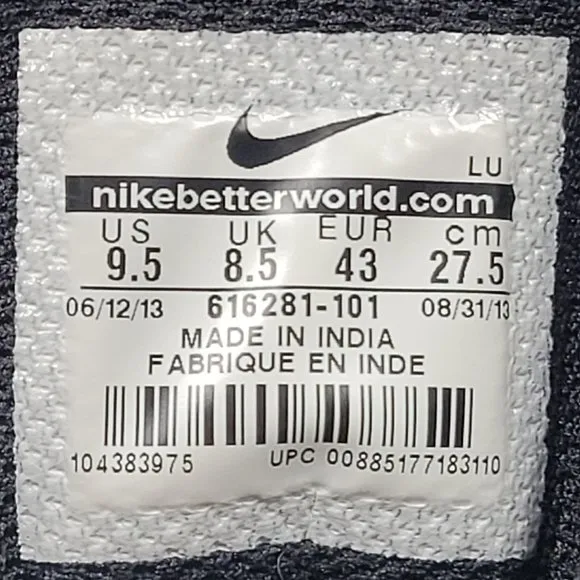 LU
nikebetterworld.com
US UK EUR cm
9.5 8.5 43 27.5
06/12/13 616281-101 08/31/13
MADE IN INDIA
FABRIQUE EN INDE
104383975 UPC 00885177183110